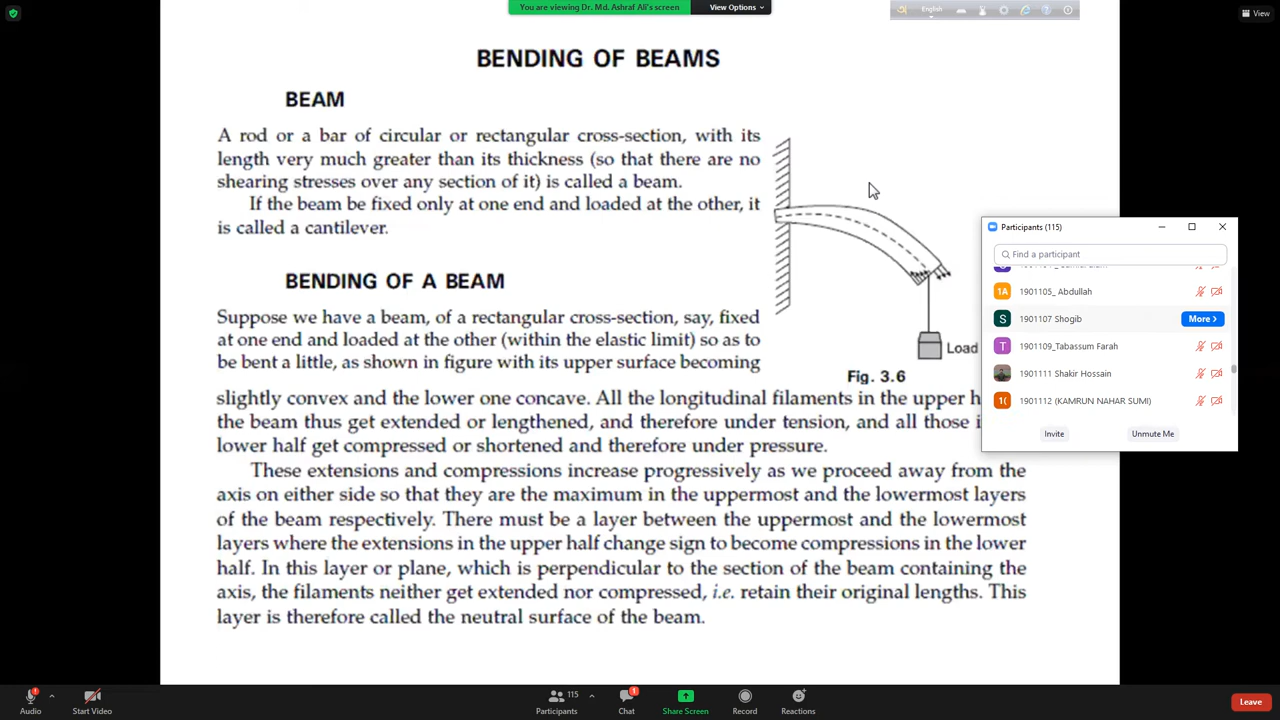 You are viewing Dr. Md. Ashraf Ali's screen
View Options
English
View
BENDING OF BEAMS
BEAM
A rod or a bar of circular or rectangular cross-section, with its
length very much greater than its thickness (so that there are no
shearing stresses over any section of it) is called a beam.
If the beam be fixed only at one end and loaded at the other, it
is called a cantilever.
BENDING OF A BEAM
Suppose we have a beam, of a rectangular cross-section, say, fixed
at one end and loaded at the other (within the elastic limit) so as to
be bent a little, as shown in figure with its upper surface becoming
Load
Fig. 3.6
slightly convex and the lower one concave. All the longitudinal filaments in the upper h
the beam thus get extended or lengthened, and therefore under tension, and all those i
lower half get compressed or shortened and therefore under pressure.
These extensions and compressions increase progressively as we proceed away from the
axis on either side so that they are the maximum in the uppermost and the lowermost layers
of the beam respectively. There must be a layer between the uppermost and the lowermost
layers where the extensions in the upper half change sign to become compressions in the lower
half. In this layer or plane, which is perpendicular to the section of the beam containing the
axis, the filaments neither get extended nor compressed, i.e. retain their original lengths. This
layer is therefore called the neutral surface of the beam.
Participants (115)
Find a participant
1A
1901105_ Abdullah
S
1901107 Shogib
More >
T
1901109_Tabassum Farah
1901111 Shakir Hossain
1(
1901112 (KAMRUN NAHAR SUMI)
Invite
Unmute Me
Audio
Start Video
115
Participants
1
Chat
Share Screen
Record
Reactions
Leave